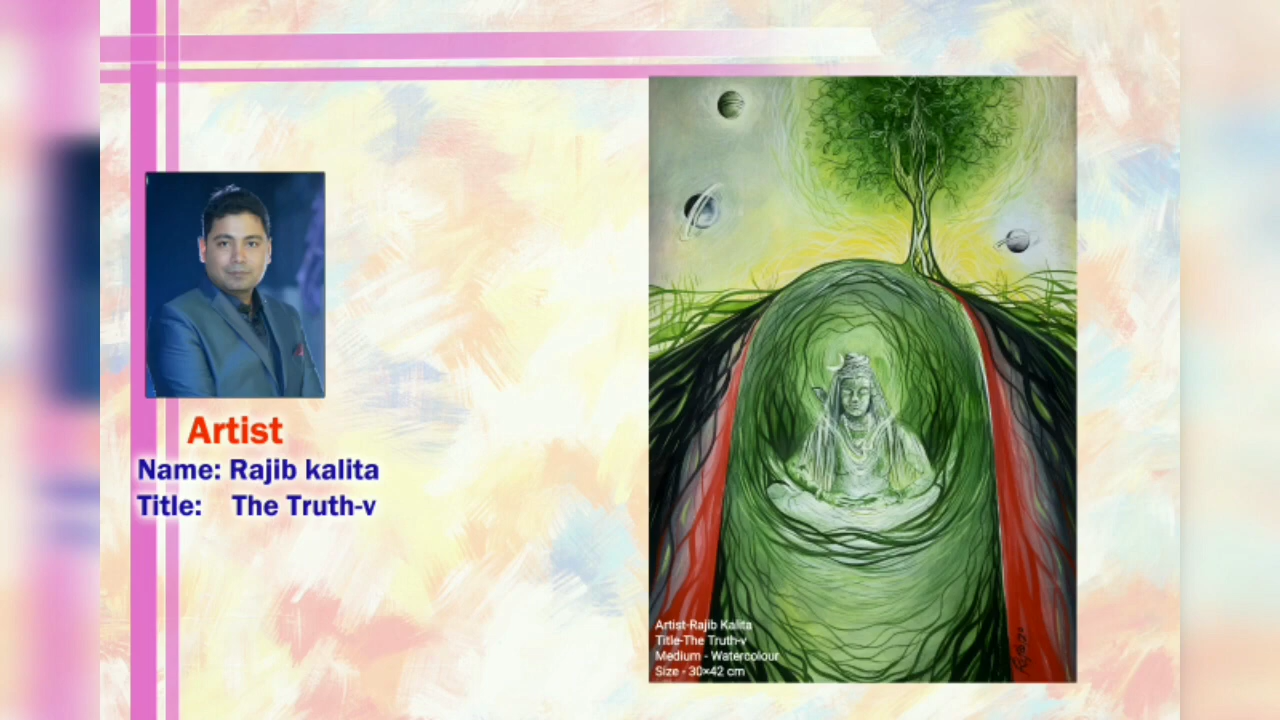 Artist
Name: Rajib kalita
Title: The Truth-v
Artist-Rajib Kalita
Title-The Truth-v
Medium - Watercolour
Size - 30×42 cm